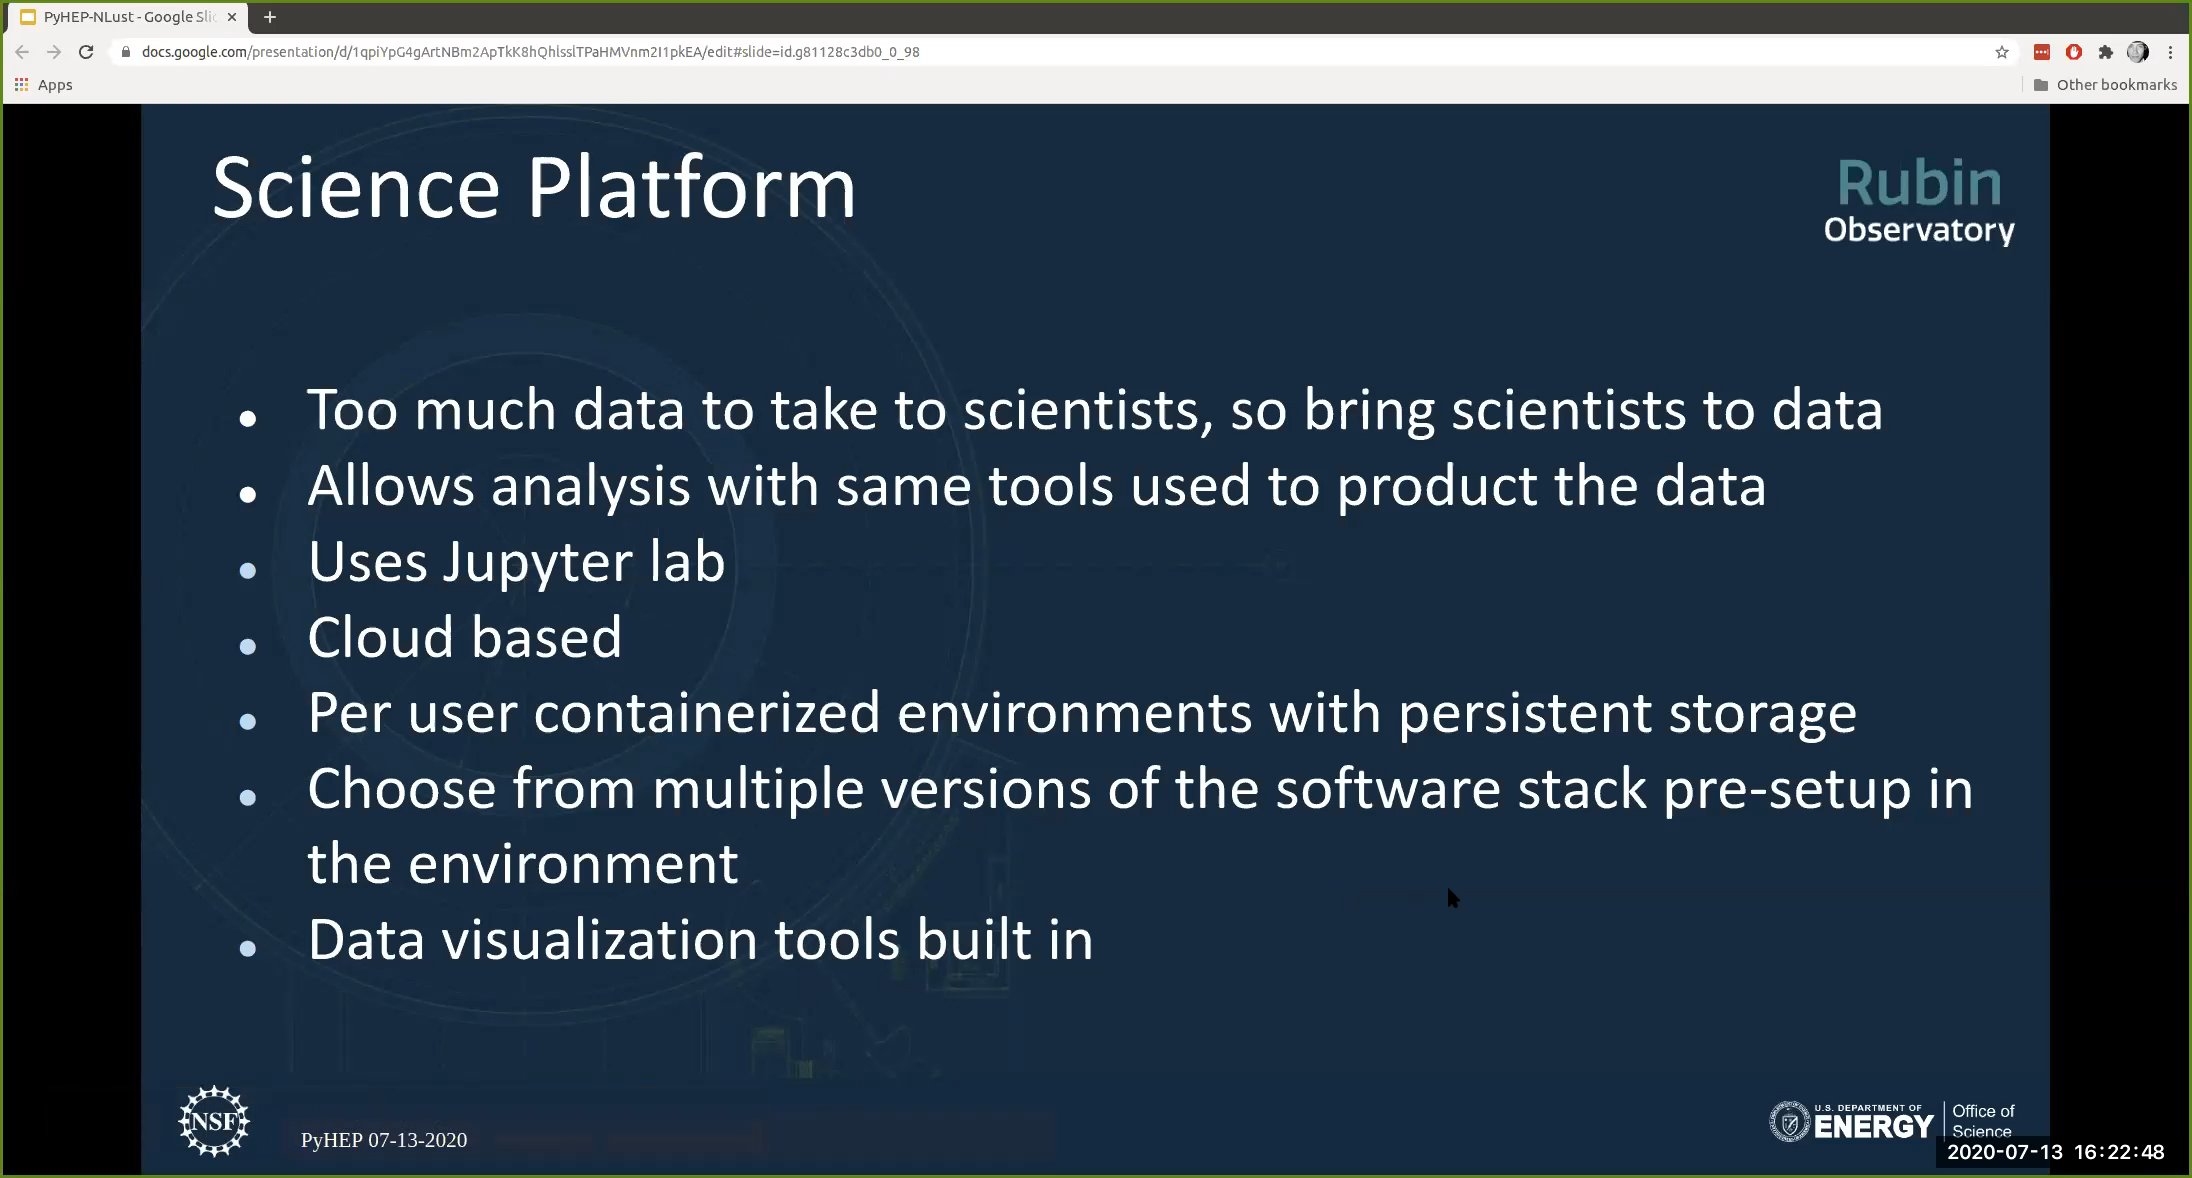 PyHEP-NLust - Google Slic
docs.google.com/presentation/d/1qpiYpG4gArtNBm2ApTkK8hQhlsslTPaHMVnm2I1pkEA/edit#slide=id.g81128c3db0_0_98
Apps
Other bookmarks
Science Platform
Rubin
Observatory
Too much data to take to scientists, so bring scientists to data
Allows analysis with same tools used to product the data
Uses Jupyter lab
Cloud based
Per user containerized environments with persistent storage
Choose from multiple versions of the software stack pre-setup in
the environment
Data visualization tools built in
NSF
PyHEP 07-13-2020
U.S. DEPARTMENT OF
ENERGY
Office of
Science
2020-07-13 16:22:48